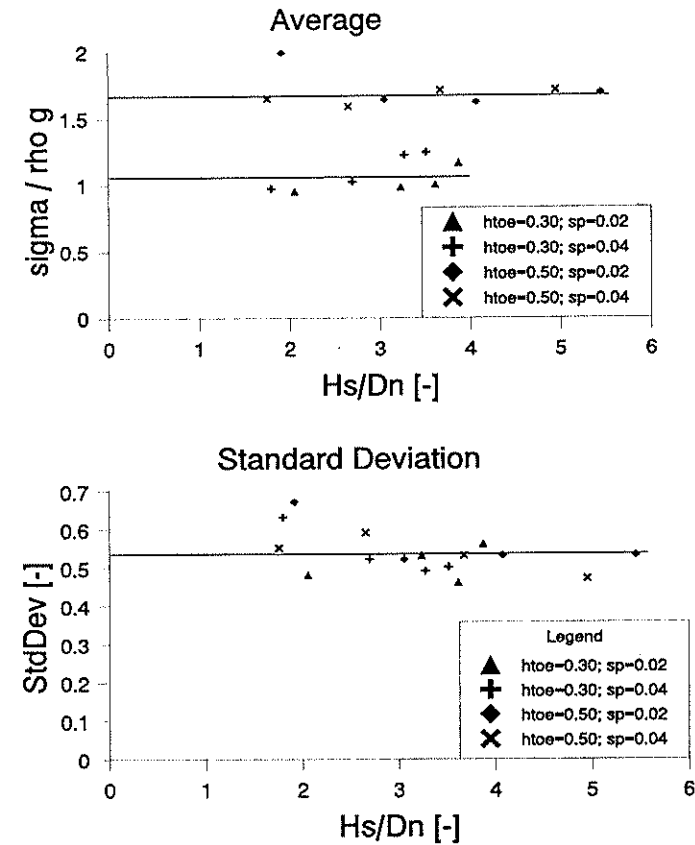 Average
sigma / rho g
2
1.5
1
0.5
0
0 1 2 3 4 5 6
Hs/Dn [-]
htoe=0.30; sp=0.02
htoe=0.30; sp=0.04
htoe=0.50; sp=0.02
htoe=0.50; sp=0.04
Standard Deviation
StdDev [-]
0.7
0.6
0.5
0.4
0.3
0.2
0.1
0
0 1 2 3 4 5 6
Hs/Dn [-]
Legend
htoe=0.30; sp=0.02
htoe=0.30; sp=0.04
htoe=0.50; sp=0.02
htoe=0.50; sp=0.04